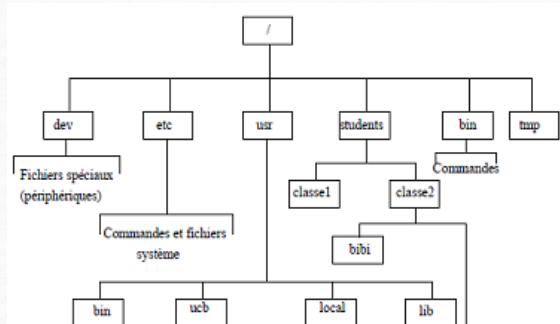 /
dev
etc
usr
students
bin
tmp
Fichiers spéciaux
(périphériques)
Commandes
classe1
classe2
Commandes et fichiers
système
bibi
bin
ucb
local
lib